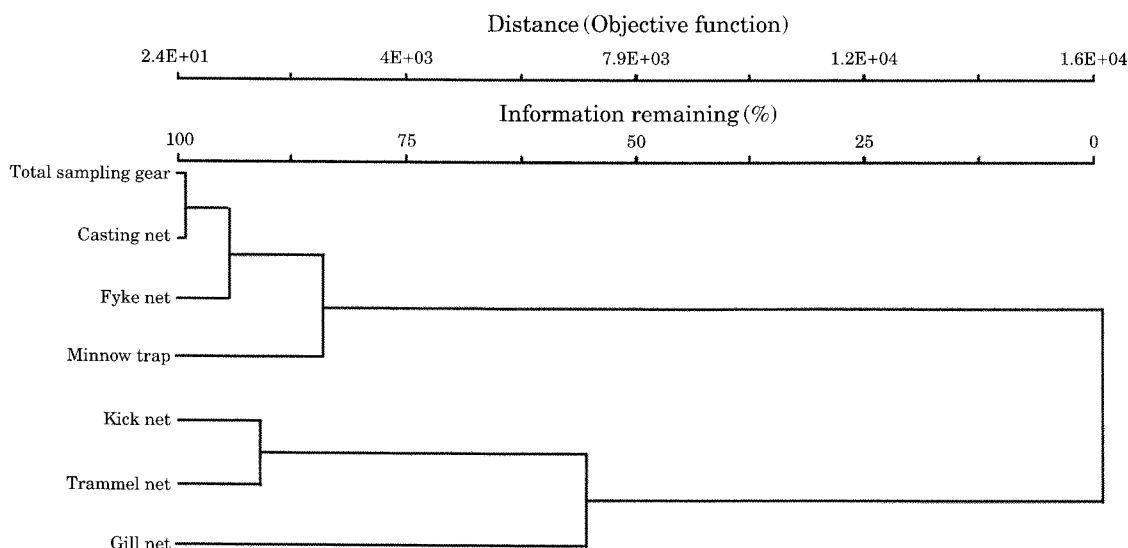 Distance (Objective function)
2.4E+01 4E+03 7.9E+03 1.2E+04 1.6E+04
Information remaining (%)
100 75 50 25 0
Total sampling gear
Casting net
Fyke net
Minnow trap
Kick net
Trammel net
Gill net